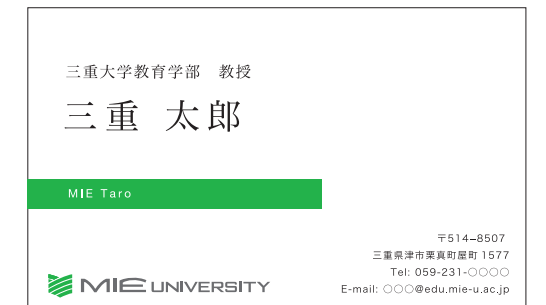 三重大学教育学部　教授
三重 太郎
MIE Taro
〒514–8507
三重県津市栗真町屋町 1577
Tel: 059-231-○○○○
E-mail: ○○○@edu.mie-u.ac.jp
MIE UNIVERSITY